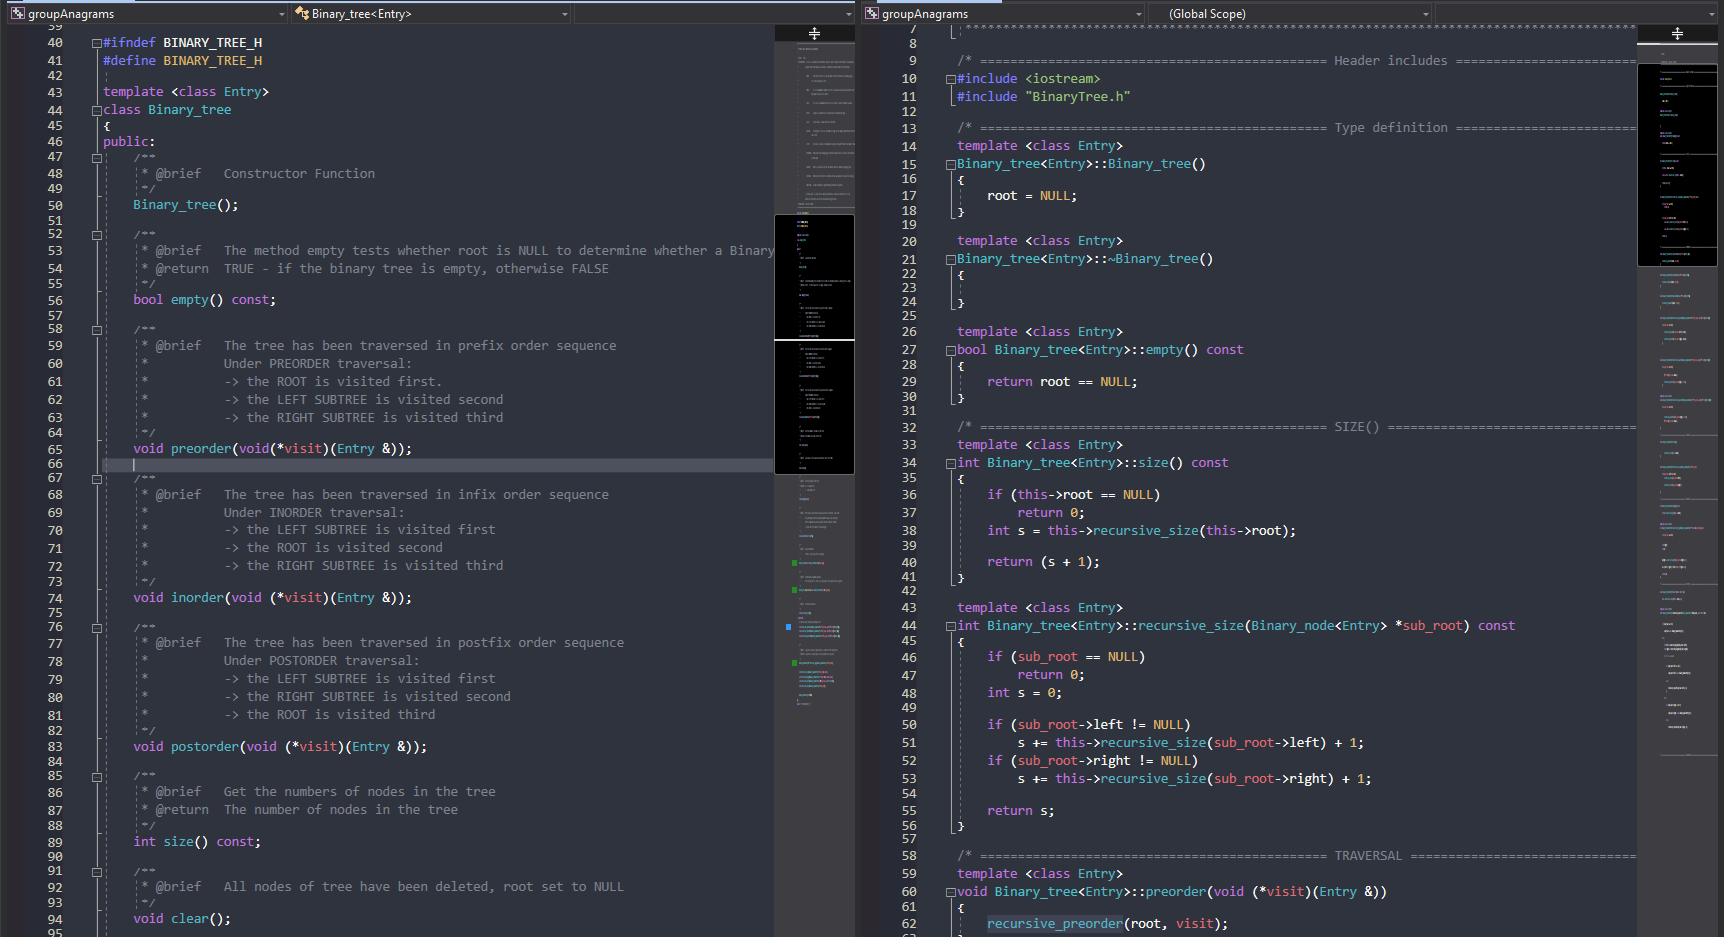 groupAnagrams
Binary_tree<Entry>
39
40 #ifndef BINARY_TREE_H
41 #define BINARY_TREE_H
42
43 template <class Entry>
44 class Binary_tree
45 {
46 public:
47 /**
48 * @brief Constructor Function
49 */
50 Binary_tree();
51
52 /**
53 * @brief The method empty tests whether root is NULL to determine whether a Binary
54 * @return TRUE - if the binary tree is empty, otherwise FALSE
55 */
56 bool empty() const;
57
58 /**
59 * @brief The tree has been traversed in prefix order sequence
60 * Under PREORDER traversal:
61 * -> the ROOT is visited first.
62 * -> the LEFT SUBTREE is visited second
63 * -> the RIGHT SUBTREE is visited third
64 */
65 void preorder(void(*visit)(Entry &));
66
67 /**
68 * @brief The tree has been traversed in infix order sequence
69 * Under INORDER traversal:
70 * -> the LEFT SUBTREE is visited first
71 * -> the ROOT is visited second
72 * -> the RIGHT SUBTREE is visited third
73 */
74 void inorder(void (*visit)(Entry &));
75
76 /**
77 * @brief The tree has been traversed in postfix order sequence
78 * Under POSTORDER traversal:
79 * -> the LEFT SUBTREE is visited first
80 * -> the RIGHT SUBTREE is visited second
81 * -> the ROOT is visited third
82 */
83 void postorder(void (*visit)(Entry &));
84
85 /**
86 * @brief Get the numbers of nodes in the tree
87 * @return The number of nodes in the tree
88 */
89 int size() const;
90
91 /**
92 * @brief All nodes of tree have been deleted, root set to NULL
93 */
94 void clear();
95
groupAnagrams
(Global Scope)
7 ********************************************************************************
8
9 /* ============================================== Header includes ========================
10 #include <iostream>
11 #include "BinaryTree.h"
12
13 /* ============================================== Type definition ========================
14 template <class Entry>
15 Binary_tree<Entry>::Binary_tree()
16 {
17 root = NULL;
18 }
19
20 template <class Entry>
21 Binary_tree<Entry>::~Binary_tree()
22 {
23
24 }
25
26 template <class Entry>
27 bool Binary_tree<Entry>::empty() const
28 {
29 return root == NULL;
30 }
31
32 /* ============================================== SIZE() =================================
33 template <class Entry>
34 int Binary_tree<Entry>::size() const
35 {
36 if (this->root == NULL)
37 return 0;
38 int s = this->recursive_size(this->root);
39
40 return (s + 1);
41 }
42
43 template <class Entry>
44 int Binary_tree<Entry>::recursive_size(Binary_node<Entry> *sub_root) const
45 {
46 if (sub_root == NULL)
47 return 0;
48 int s = 0;
49
50 if (sub_root->left != NULL)
51 s += this->recursive_size(sub_root->left) + 1;
52 if (sub_root->right != NULL)
53 s += this->recursive_size(sub_root->right) + 1;
54
55 return s;
56 }
57
58 /* ============================================== TRAVERSAL ==============================
59 template <class Entry>
60 void Binary_tree<Entry>::preorder(void (*visit)(Entry &))
61 {
62 recursive_preorder(root, visit);